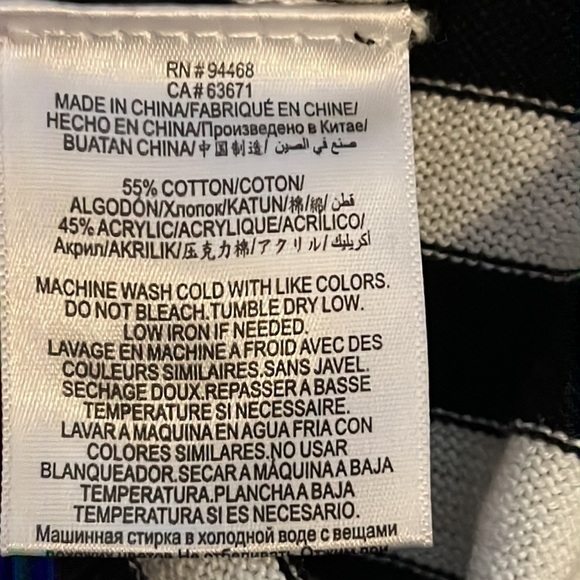 RN # 94468
CA # 63671
MADE IN CHINA/FABRIQUÉ EN CHINE/
HECHO EN CHINA/Произведено в Китае/
BUATAN CHINA/中国制造/ صنع في الصين
55% COTTON/COTON/
ALGODÓN/Хлопок/KATUN/棉/綿/ قطن
45% ACRYLIC/ACRYLIQUE/ACRÍLICO/
Акрил/AKRILIK/压克力棉/アクリル/ اكريليك
MACHINE WASH COLD WITH LIKE COLORS.
DO NOT BLEACH.TUMBLE DRY LOW.
LOW IRON IF NEEDED.
LAVAGE EN MACHINE A FROID AVEC DES
COULEURS SIMILAIRES.SANS JAVEL.
SECHAGE DOUX.REPASSER A BASSE
TEMPERATURE SI NECESSAIRE.
LAVAR A MAQUINA EN AGUA FRIA CON
COLORES SIMILARES.NO USAR
BLANQUEADOR.SECAR A MÁQUINA A BAJA
TEMPERATURA.PLANCHA A BAJA
TEMPERATURA SI ES NECESARIO.
Машинная стирка в холодной воде с вещами